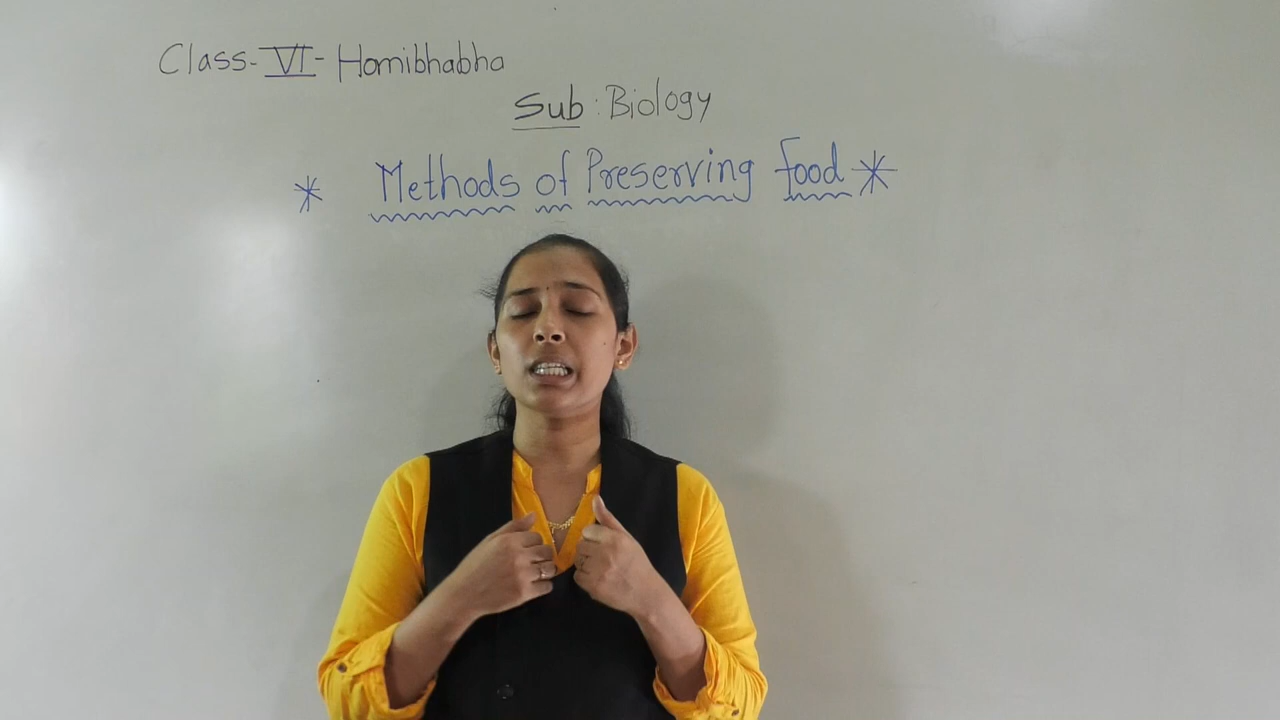 Class-VI-Homibhabha
Sub : Biology
* Methods of Preserving food *